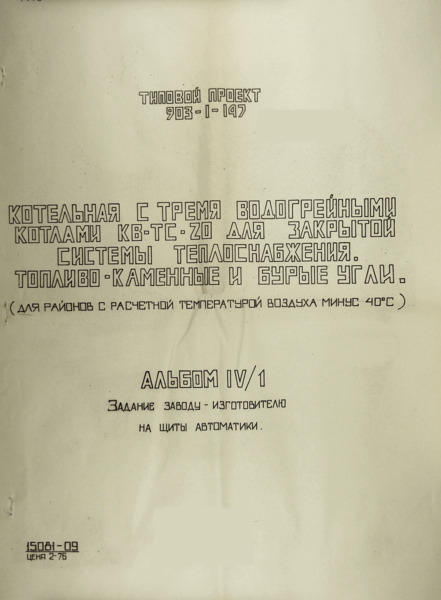 ТИПОВОЙ ПРОЕКТ
903-1-147
КОТЕЛЬНАЯ С ТРЕМЯ ВОДОГРЕЙНЫМИ
КОТЛАМИ КВ-ТС-20 ДЛЯ ЗАКРЫТОЙ
СИСТЕМЫ ТЕПЛОСНАБЖЕНИЯ.
ТОПЛИВО-КАМЕННЫЕ И БУРЫЕ УГЛИ.
(ДЛЯ РАЙОНОВ С РАСЧЕТНОЙ ТЕМПЕРАТУРОЙ ВОЗДУХА МИНУС 40°С)
АЛЬБОМ IV/1
ЗАДАНИЕ ЗАВОДУ-ИЗГОТОВИТЕЛЮ
НА ЩИТЫ АВТОМАТИКИ.
15081-09
ЦЕНА 2-76